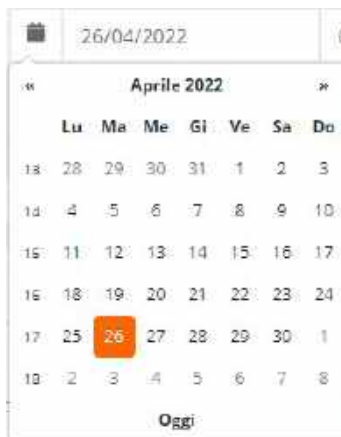 26/04/2022
« Aprile 2022 »
Lu Ma Me Gi Ve Sa Do
13 28 29 30 31 1 2 3
14 4 5 6 7 8 9 10
15 11 12 13 14 15 16 17
16 18 19 20 21 22 23 24
17 25 26 27 28 29 30 1
18 2 3 4 5 6 7 8
Oggi